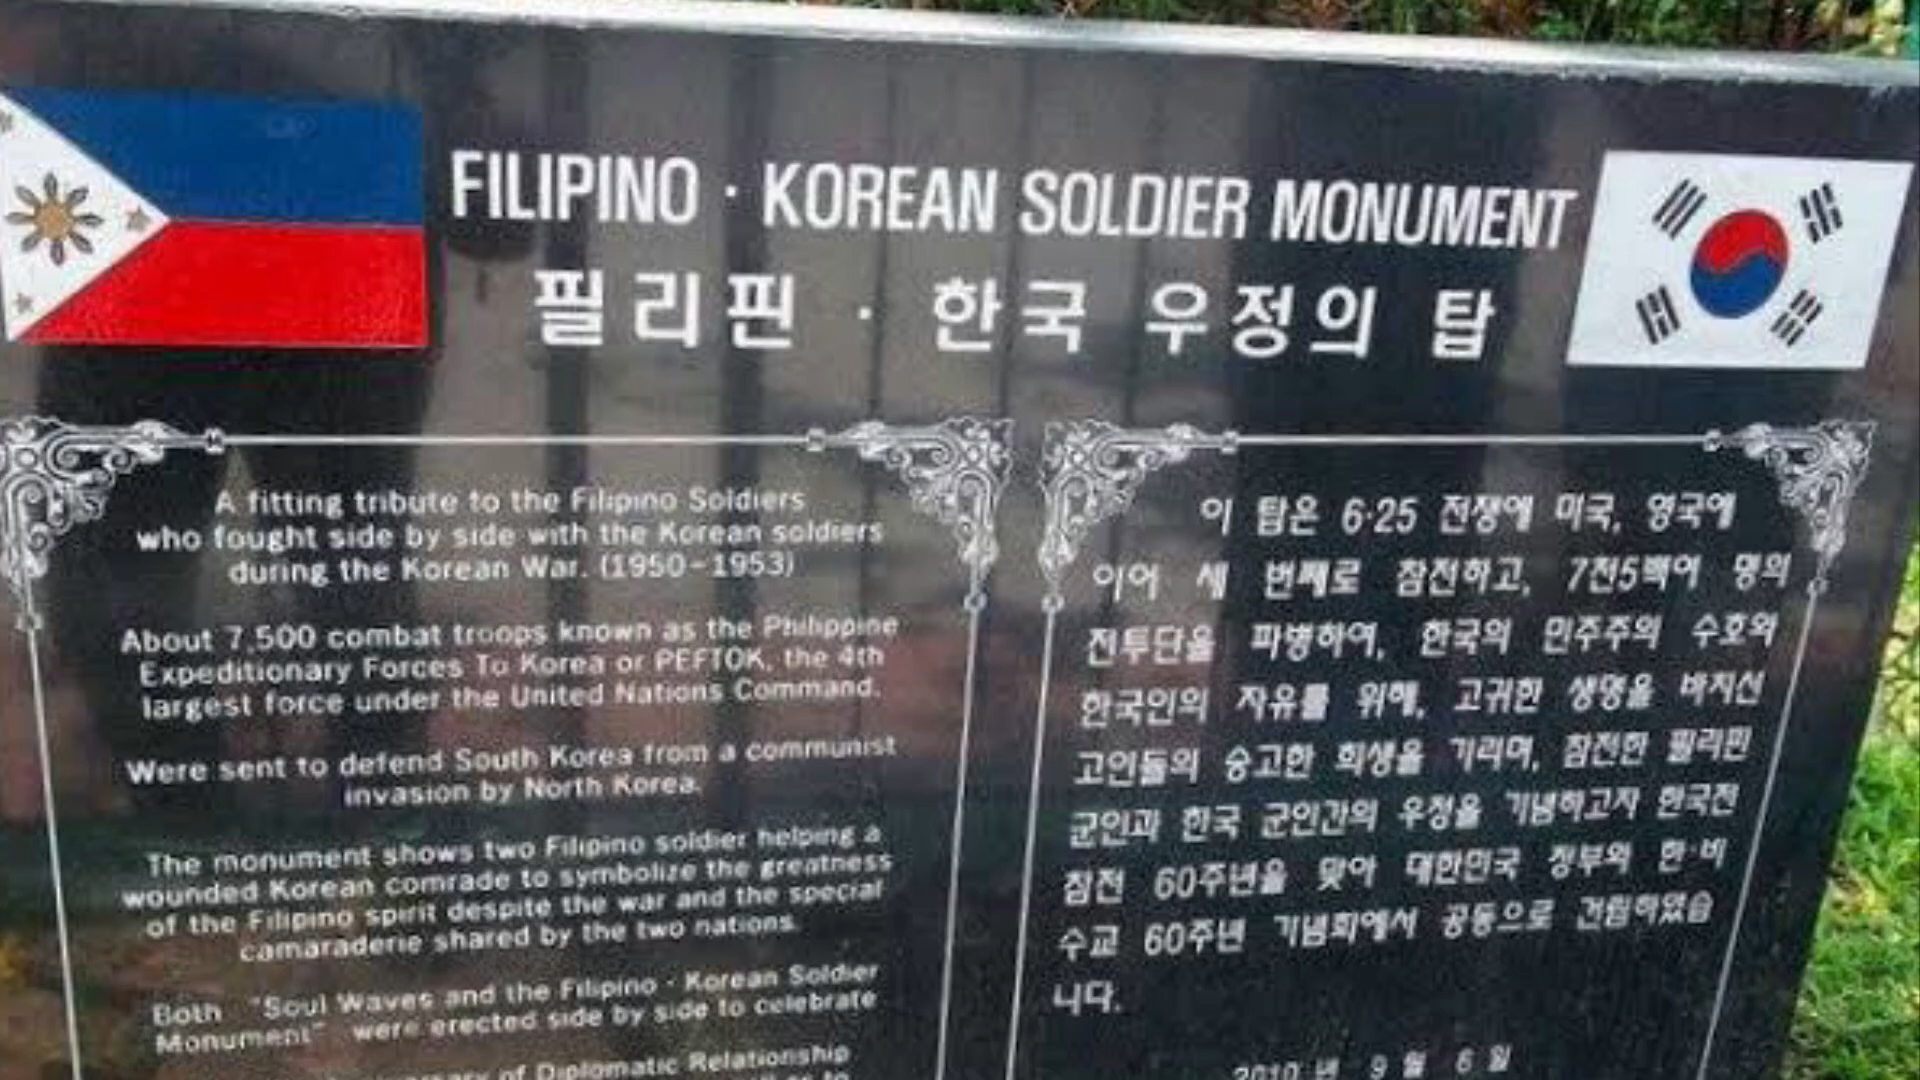 FILIPINO · KOREAN SOLDIER MONUMENT
필리핀 · 한국 우정의 탑
A fitting tribute to the Filipino Soldiers
who fought side by side with the Korean soldiers
during the Korean War. (1950-1953)
About 7,500 combat troops known as the Philippine
Expeditionary Forces To Korea or PEFTOK, the 4th
largest force under the United Nations Command.
Were sent to defend South Korea from a communist
invasion by North Korea.
The monument shows two Filipino soldier helping a
wounded Korean comrade to symbolize the greatness
of the Filipino spirit despite the war and the special
camaraderie shared by the two nations.
Both "Soul Waves and the Filipino - Korean Soldier
Monument" were erected side by side to celebrate
of Diplomatic Relationship
이 탑은 6·25 전쟁에 미국, 영국에
이어 세 번째로 참전하고, 7천5백여 명의
전투단을 파병하여, 한국의 민주주의 수호와
한국인의 자유를 위해, 고귀한 생명을 바치신
고인들의 숭고한 희생을 기리며, 참전한 필리핀
군인과 한국 군인간의 우정을 기념하고자 한국전
참전 60주년을 맞아 대한민국 정부와 한·비
수교 60주년 기념회에서 공동으로 건립하였습
니다.
2010년 9월 6일